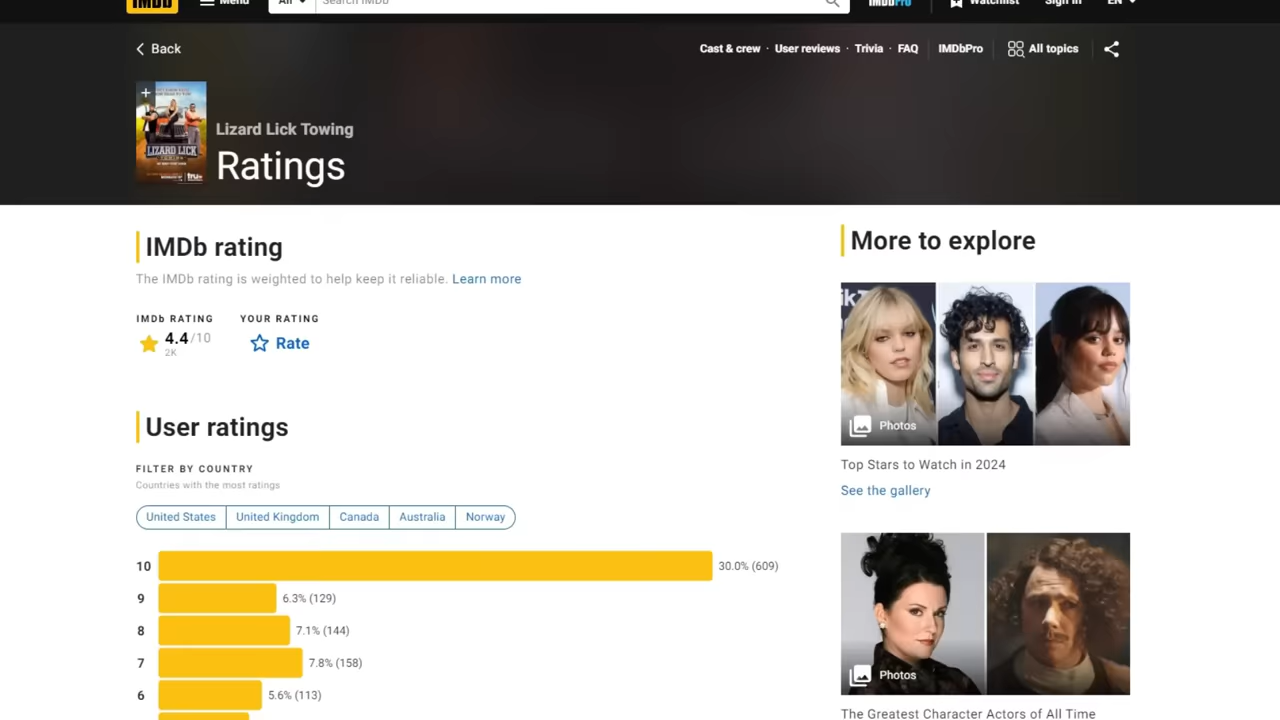 IMDb
Menu
All
Search IMDb
IMDbPro
Watchlist
Sign In
EN
Back
Cast & crew · User reviews · Trivia · FAQ
IMDbPro
All topics
Lizard Lick Towing
Ratings
LIZARD LICK
TOWING
tru
IMDb rating
The IMDb rating is weighted to help keep it reliable. Learn more
IMDb RATING
YOUR RATING
4.4/10
2K
Rate
User ratings
FILTER BY COUNTRY
Countries with the most ratings
United States
United Kingdom
Canada
Australia
Norway
10 30.0% (609)
9 6.3% (129)
8 7.1% (144)
7 7.8% (158)
6 5.6% (113)
More to explore
Photos
Top Stars to Watch in 2024
See the gallery
Photos
The Greatest Character Actors of All Time